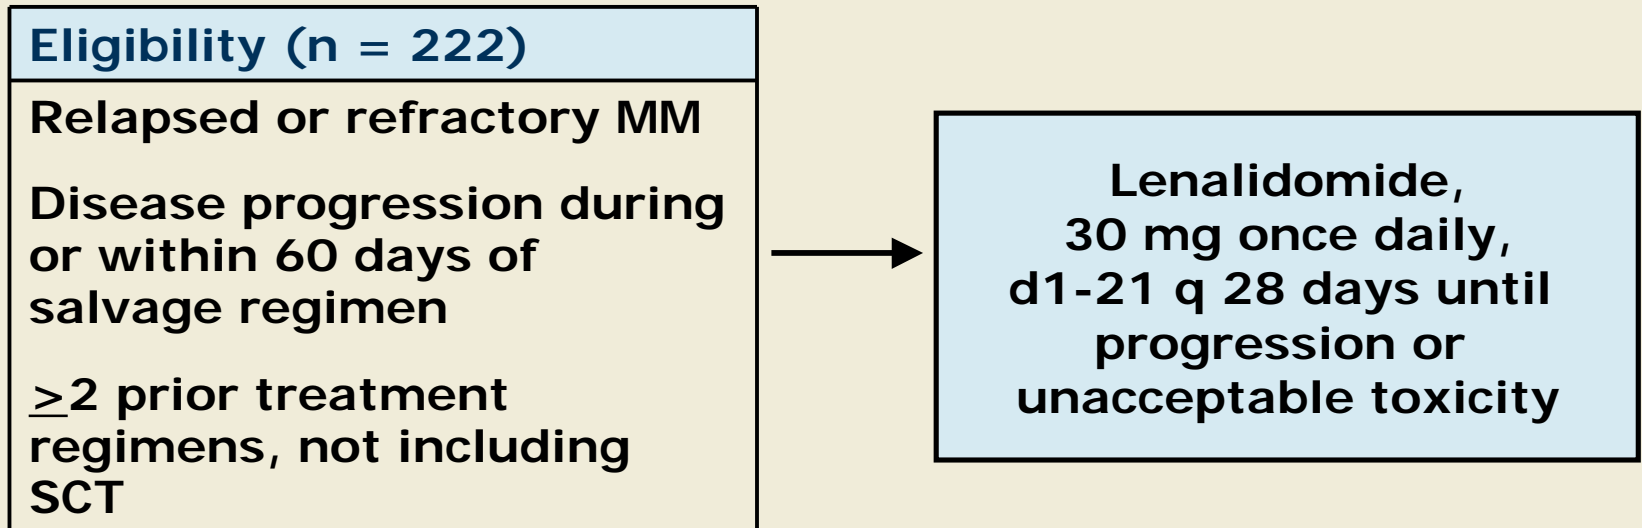 Eligibility (n = 222)
Relapsed or refractory MM
Disease progression during
or within 60 days of
salvage regimen
≥2 prior treatment
regimens, not including
SCT
Lenalidomide,
30 mg once daily,
d1-21 q 28 days until
progression or
unacceptable toxicity